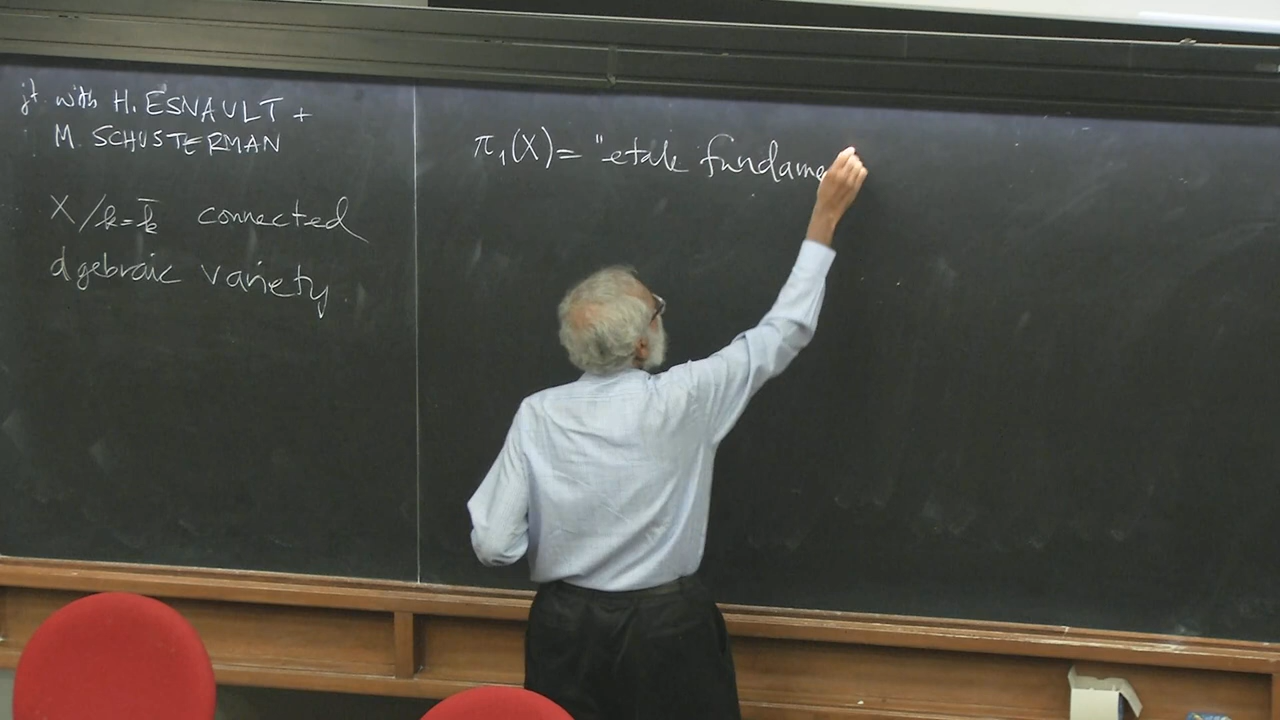 jt. with H. ESNAULT +
M. SCHUSTERMAN
X/k=k̅ connected
algebraic variety
π₁(X) = "etale fundame